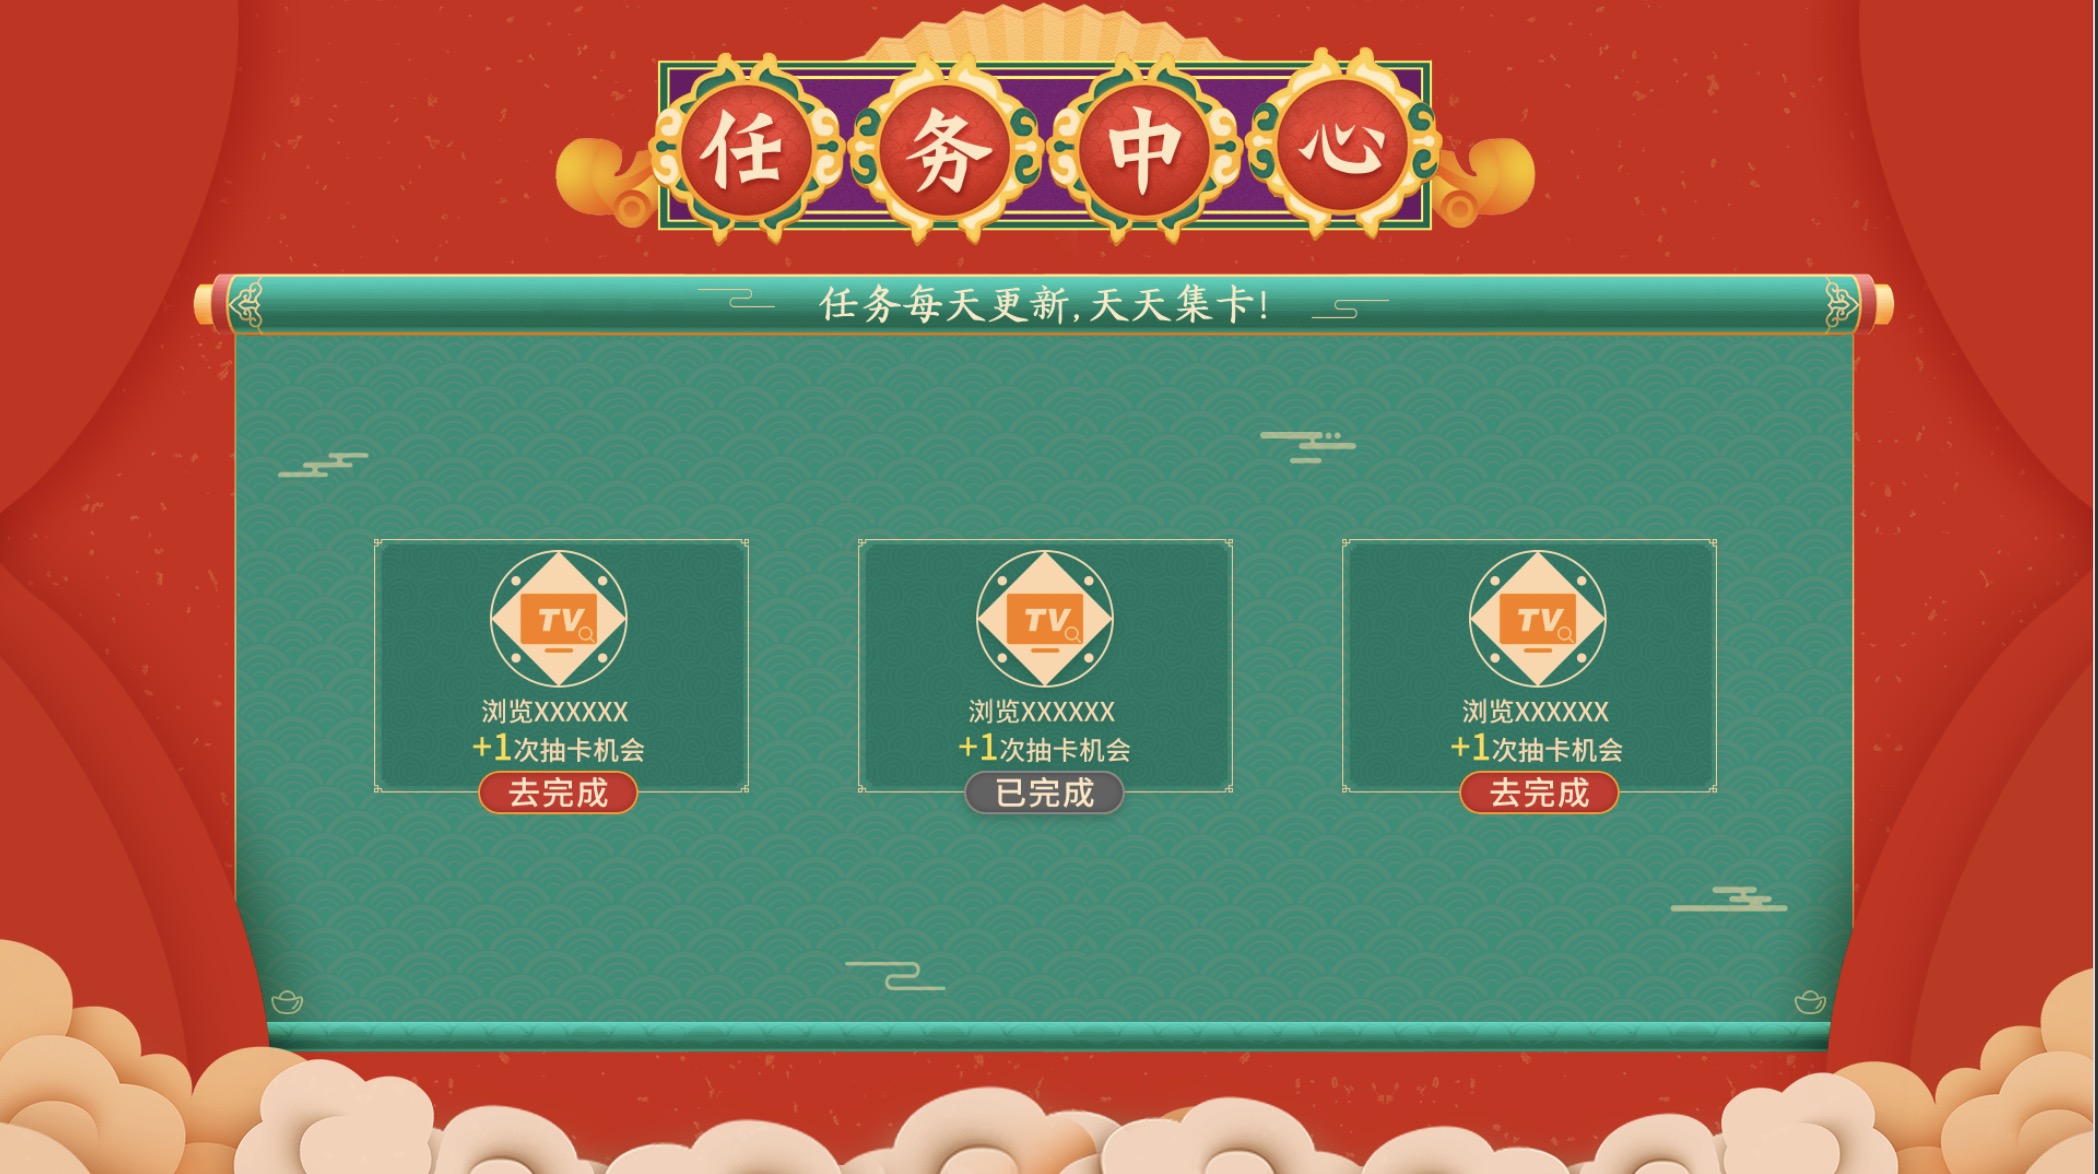 任务中心
任务每天更新,天天集卡!
TV TV TV
浏览XXXXXX 浏览XXXXXX 浏览XXXXXX
+1次抽卡机会 +1次抽卡机会 +1次抽卡机会
去完成 已完成 去完成